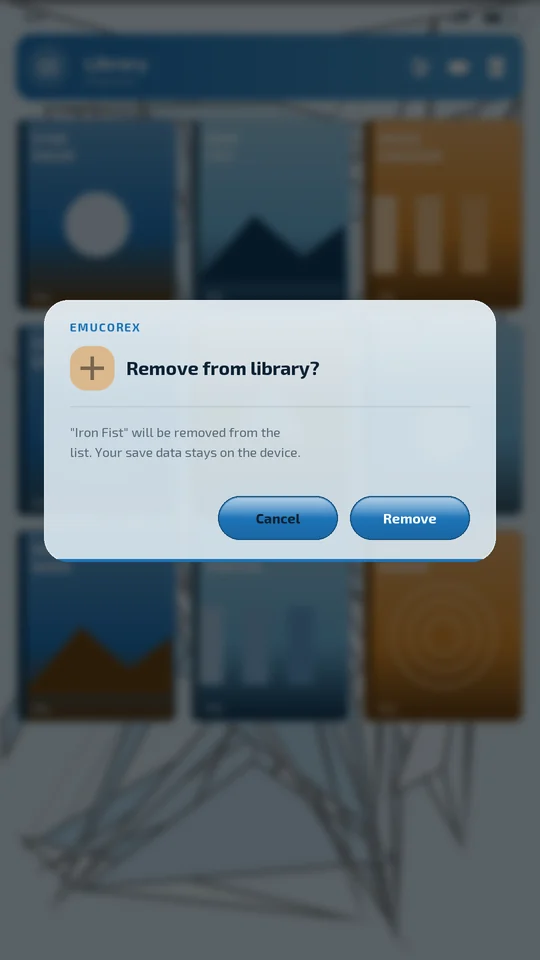 Library
EMUCOREX
Remove from library?
"Iron Fist" will be removed from the
list. Your save data stays on the device.
Cancel
Remove